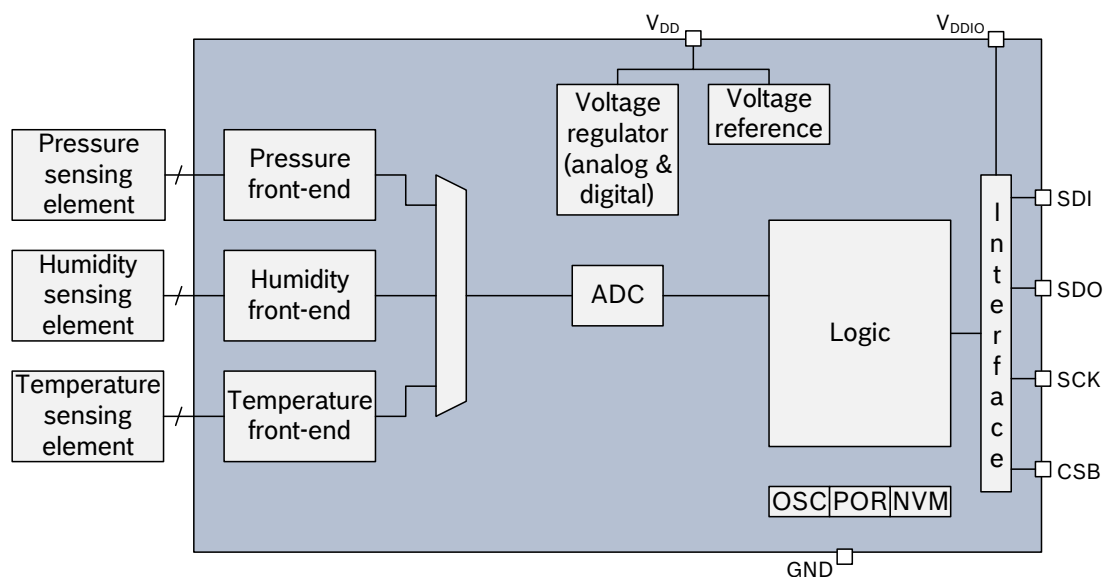 VDD
VDDIO
Voltage
regulator
(analog &
digital)
Voltage
reference
Pressure
sensing
element
Pressure
front-end
Humidity
sensing
element
Humidity
front-end
Temperature
sensing
element
Temperature
front-end
ADC
Logic
OSC POR NVM
Interface
SDI
SDO
SCK
CSB
GND